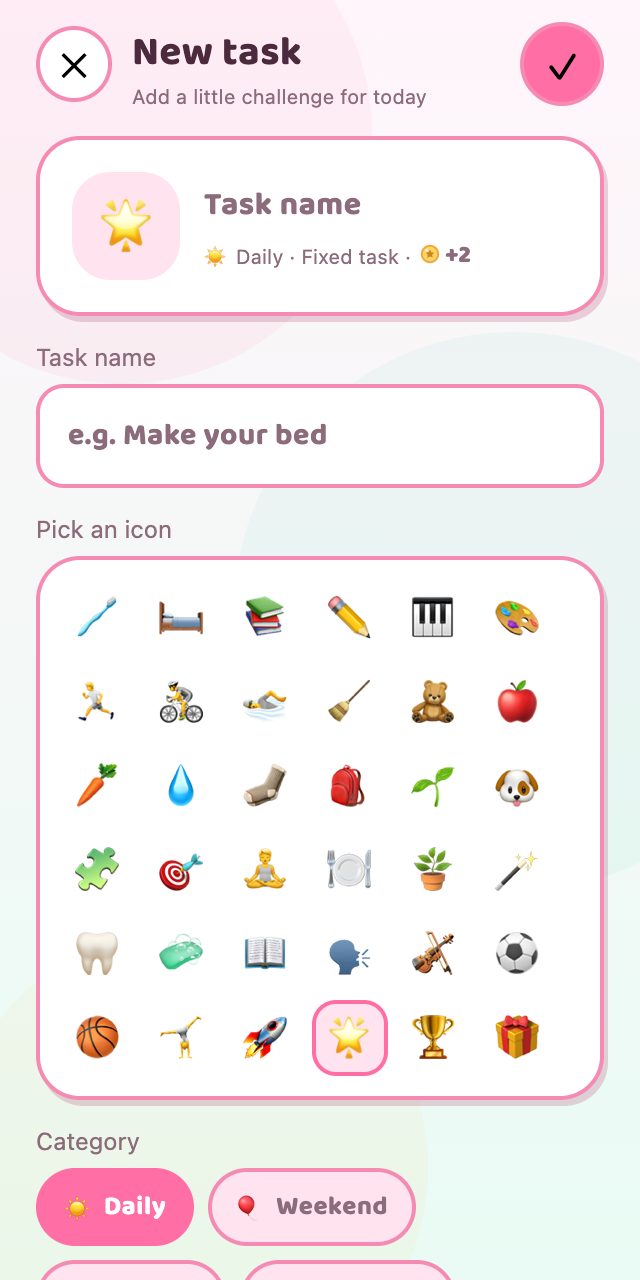 New task
Add a little challenge for today
Task name
Daily · Fixed task · +2
Task name
e.g. Make your bed
Pick an icon
Category
Daily
Weekend